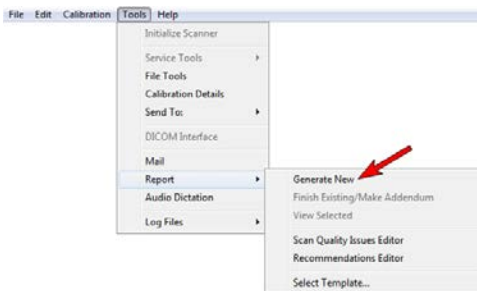 File Edit Calibration Tools Help
Initialize Scanner
Service Tools
File Tools
Calibration Details
Send To:
DICOM Interface
Mail
Report
Audio Dictation
Log Files
Generate New
Finish Existing/Make Addendum
View Selected
Scan Quality Issues Editor
Recommendations Editor
Select Template...